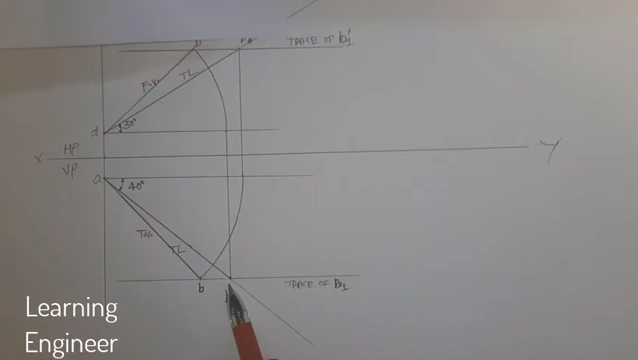 TRACE OF b₁'
F.V.
TL
a'
30°
X
HP
VP
Y
a
40°
T.V.
TL
b
TRACE OF b₁
Learning
Engineer